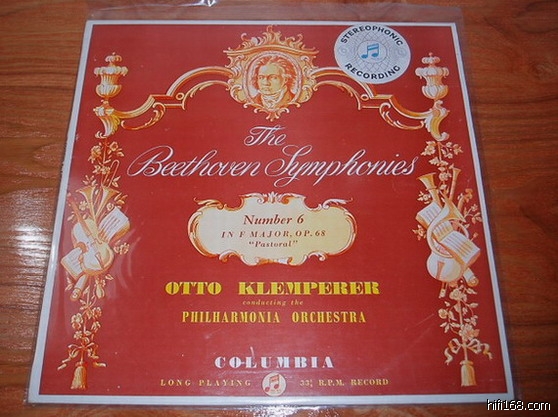 STEREOPHONIC
RECORDING
The
Beethoven Symphonies
Number 6
IN F MAJOR, OP. 68
"Pastoral"
OTTO KLEMPERER
conducting the
PHILHARMONIA ORCHESTRA
COLUMBIA
LONG PLAYING 33⅓ R.P.M. RECORD
hifi168.com